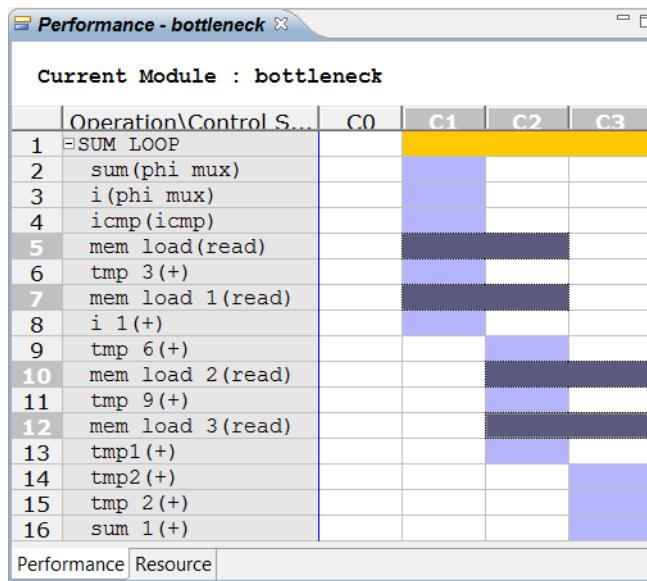 Performance - bottleneck
Current Module : bottleneck
Operation\Control S... C0 C1 C2 C3
1 SUM LOOP
2 sum(phi mux)
3 i(phi mux)
4 icmp(icmp)
5 mem load(read)
6 tmp 3(+)
7 mem load 1(read)
8 i 1(+)
9 tmp 6(+)
10 mem load 2(read)
11 tmp 9(+)
12 mem load 3(read)
13 tmp1(+)
14 tmp2(+)
15 tmp 2(+)
16 sum 1(+)
Performance Resource